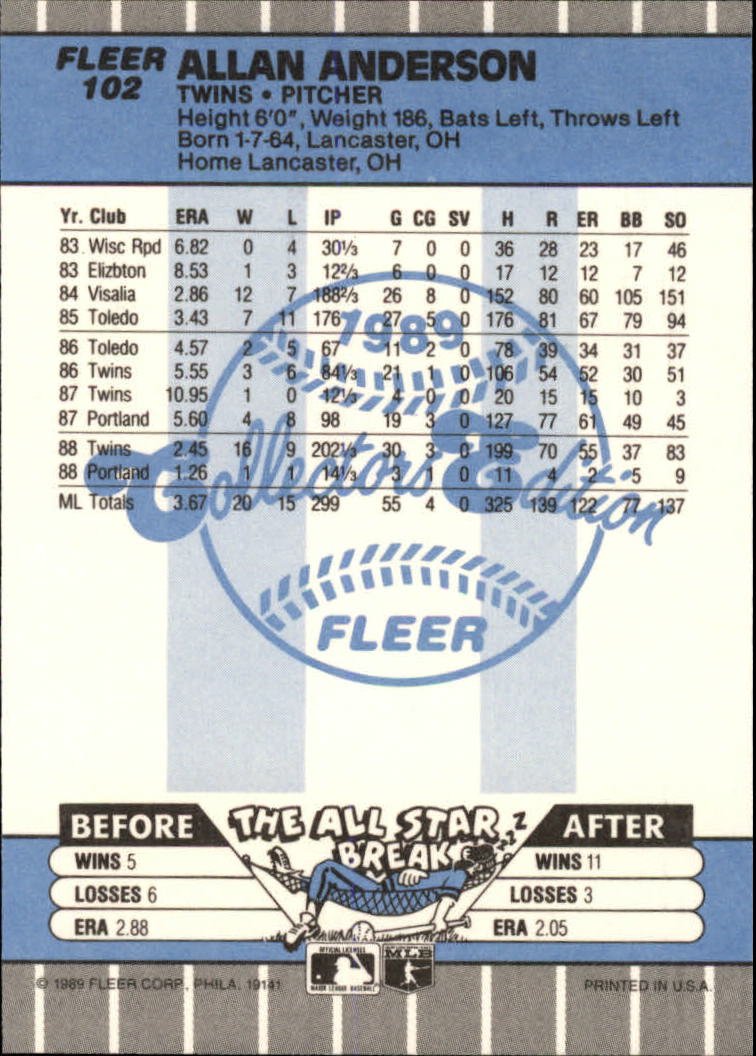 FLEER
102
ALLAN ANDERSON
TWINS • PITCHER
Height 6'0", Weight 186, Bats Left, Throws Left
Born 1-7-64, Lancaster, OH
Home Lancaster, OH
Yr. Club ERA W L IP G CG SV H R ER BB SO
83 Wisc Rpd 6.82 0 4 30⅓ 7 0 0 36 28 23 17 46
83 Elizbton 8.53 1 3 12⅔ 6 0 0 17 12 12 7 12
84 Visalia 2.86 12 7 188⅔ 26 8 0 152 80 60 105 151
85 Toledo 3.43 7 11 176 27 5 0 176 81 67 79 94
86 Toledo 4.57 2 5 67 11 2 0 78 39 34 31 37
86 Twins 5.55 3 6 84⅓ 21 1 0 106 54 52 30 51
87 Twins 10.95 1 0 12⅓ 4 0 0 20 15 15 10 3
87 Portland 5.60 4 8 98 19 3 0 127 77 61 49 45
88 Twins 2.45 16 9 202⅓ 30 3 0 199 70 55 37 83
88 Portland 1.26 1 1 14⅓ 3 1 0 11 4 2 5 9
ML Totals 3.67 20 15 299 55 4 0 325 139 122 77 137
1989
Collectors' Edition
FLEER
BEFORE THE ALL STAR BREAK AFTER
ZZZ
WINS 5 WINS 11
LOSSES 6 LOSSES 3
ERA 2.88 ERA 2.05
OFFICIAL LICENSEE
MAJOR LEAGUE BASEBALL
MLB
© 1989 FLEER CORP., PHILA. 19141 PRINTED IN U.S.A.